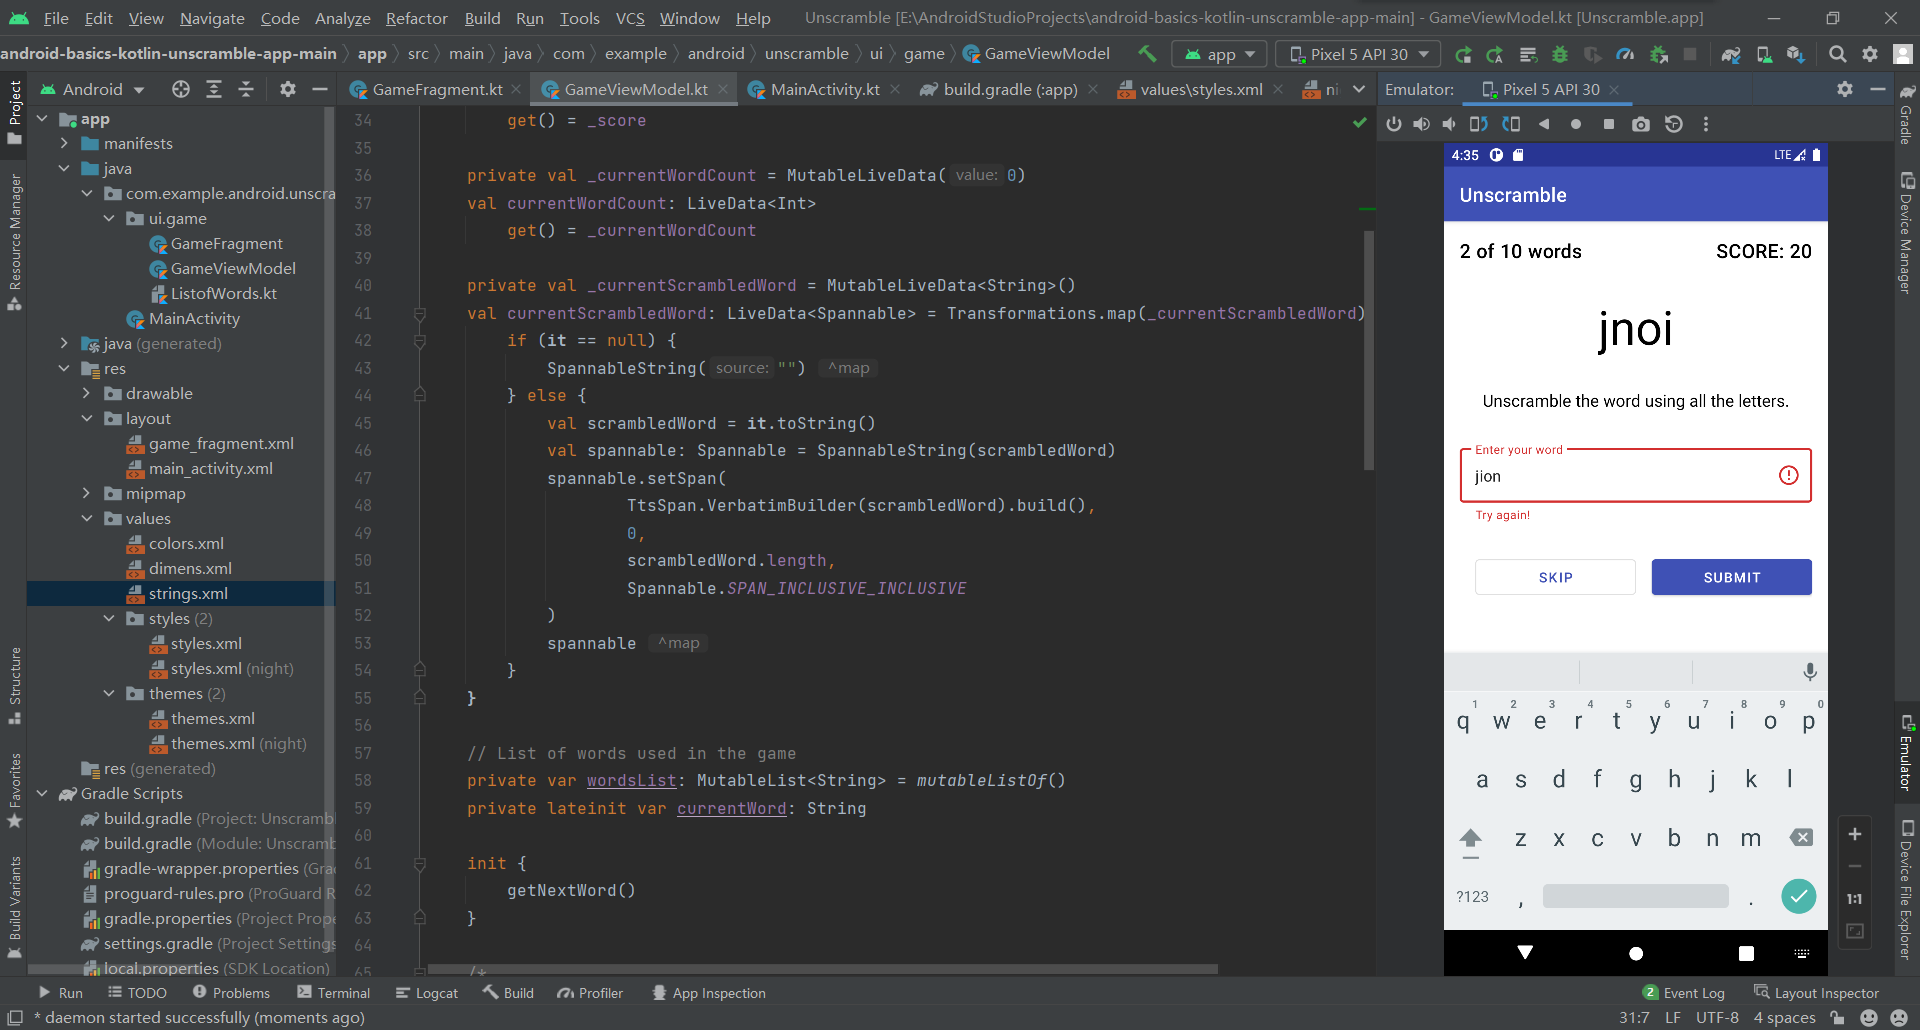 File Edit View Navigate Code Analyze Refactor Build Run Tools VCS Window Help Unscramble [E:\AndroidStudioProjects\android-basics-kotlin-unscramble-app-main] - GameViewModel.kt [Unscramble.app]
android-basics-kotlin-unscramble-app-main app src main java com example android unscramble ui game GameViewModel app Pixel 5 API 30
Android
GameFragment.kt GameViewModel.kt MainActivity.kt build.gradle (:app) values\styles.xml ni
Emulator: Pixel 5 API 30
Project
Resource Manager
Structure
Favorites
Build Variants
app
manifests
java
com.example.android.unscra
ui.game
GameFragment
GameViewModel
ListofWords.kt
MainActivity
java (generated)
res
drawable
layout
game_fragment.xml
main_activity.xml
mipmap
values
colors.xml
dimens.xml
strings.xml
styles (2)
styles.xml
styles.xml (night)
themes (2)
themes.xml
themes.xml (night)
res (generated)
Gradle Scripts
build.gradle (Project: Unscramb
build.gradle (Module: Unscramb
gradle-wrapper.properties (Gra
proguard-rules.pro (ProGuard R
gradle.properties (Project Prope
settings.gradle (Project Settings
local.properties (SDK Location)
34 get() = _score
35
36 private val _currentWordCount = MutableLiveData( value: 0)
37 val currentWordCount: LiveData<Int>
38 get() = _currentWordCount
39
40 private val _currentScrambledWord = MutableLiveData<String>()
41 val currentScrambledWord: LiveData<Spannable> = Transformations.map(_currentScrambledWord)
42 if (it == null) {
43 SpannableString( source: "") ^map
44 } else {
45 val scrambledWord = it.toString()
46 val spannable: Spannable = SpannableString(scrambledWord)
47 spannable.setSpan(
48 TtsSpan.VerbatimBuilder(scrambledWord).build(),
49 0,
50 scrambledWord.length,
51 Spannable.SPAN_INCLUSIVE_INCLUSIVE
52 )
53 spannable ^map
54 }
55 }
56
57 // List of words used in the game
58 private var wordsList: MutableList<String> = mutableListOf()
59 private lateinit var currentWord: String
60
61 init {
62 getNextWord()
63 }
64
65 /*
4:35 LTE
Unscramble
2 of 10 words SCORE: 20
jnoi
Unscramble the word using all the letters.
Enter your word
jion
Try again!
SKIP SUBMIT
1 2 3 4 5 6 7 8 9 0
q w e r t y u i o p
a s d f g h j k l
z x c v b n m
?123 , .
+
−
1:1
Gradle
Device Manager
Emulator
Device File Explorer
Run TODO Problems Terminal Logcat Build Profiler App Inspection 2 Event Log Layout Inspector
* daemon started successfully (moments ago) 31:7 LF UTF-8 4 spaces